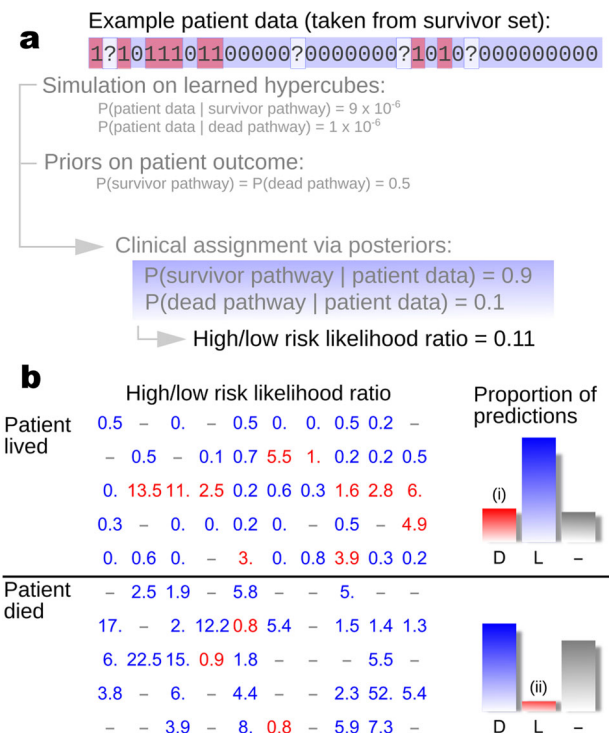 a
Example patient data (taken from survivor set):
1?1011101100000?0000000?1010?000000000
Simulation on learned hypercubes:
P(patient data | survivor pathway) = 9 x 10⁻⁶
P(patient data | dead pathway) = 1 x 10⁻⁶
Priors on patient outcome:
P(survivor pathway) = P(dead pathway) = 0.5
Clinical assignment via posteriors:
P(survivor pathway | patient data) = 0.9
P(dead pathway | patient data) = 0.1
High/low risk likelihood ratio = 0.11
b
High/low risk likelihood ratio
Proportion of
predictions
Patient
lived
0.5 – 0. – 0.5 0. 0. 0.5 0.2 –
– 0.5 – 0.1 0.7 5.5 1. 0.2 0.2 0.5
0. 13.5 11. 2.5 0.2 0.6 0.3 1.6 2.8 6.
0.3 – 0. 0. 0.2 0. – 0.5 – 4.9
0. 0.6 0. – 3. 0. 0.8 3.9 0.3 0.2
(i)
D L –
Patient
died
– 2.5 1.9 – 5.8 – – 5. – –
17. – 2. 12.2 0.8 5.4 – 1.5 1.4 1.3
6. 22.5 15. 0.9 1.8 – – – 5.5 –
3.8 – 6. – 4.4 – – 2.3 52. 5.4
– – 3.9 – 8. 0.8 – 5.9 7.3 –
(ii)
D L –